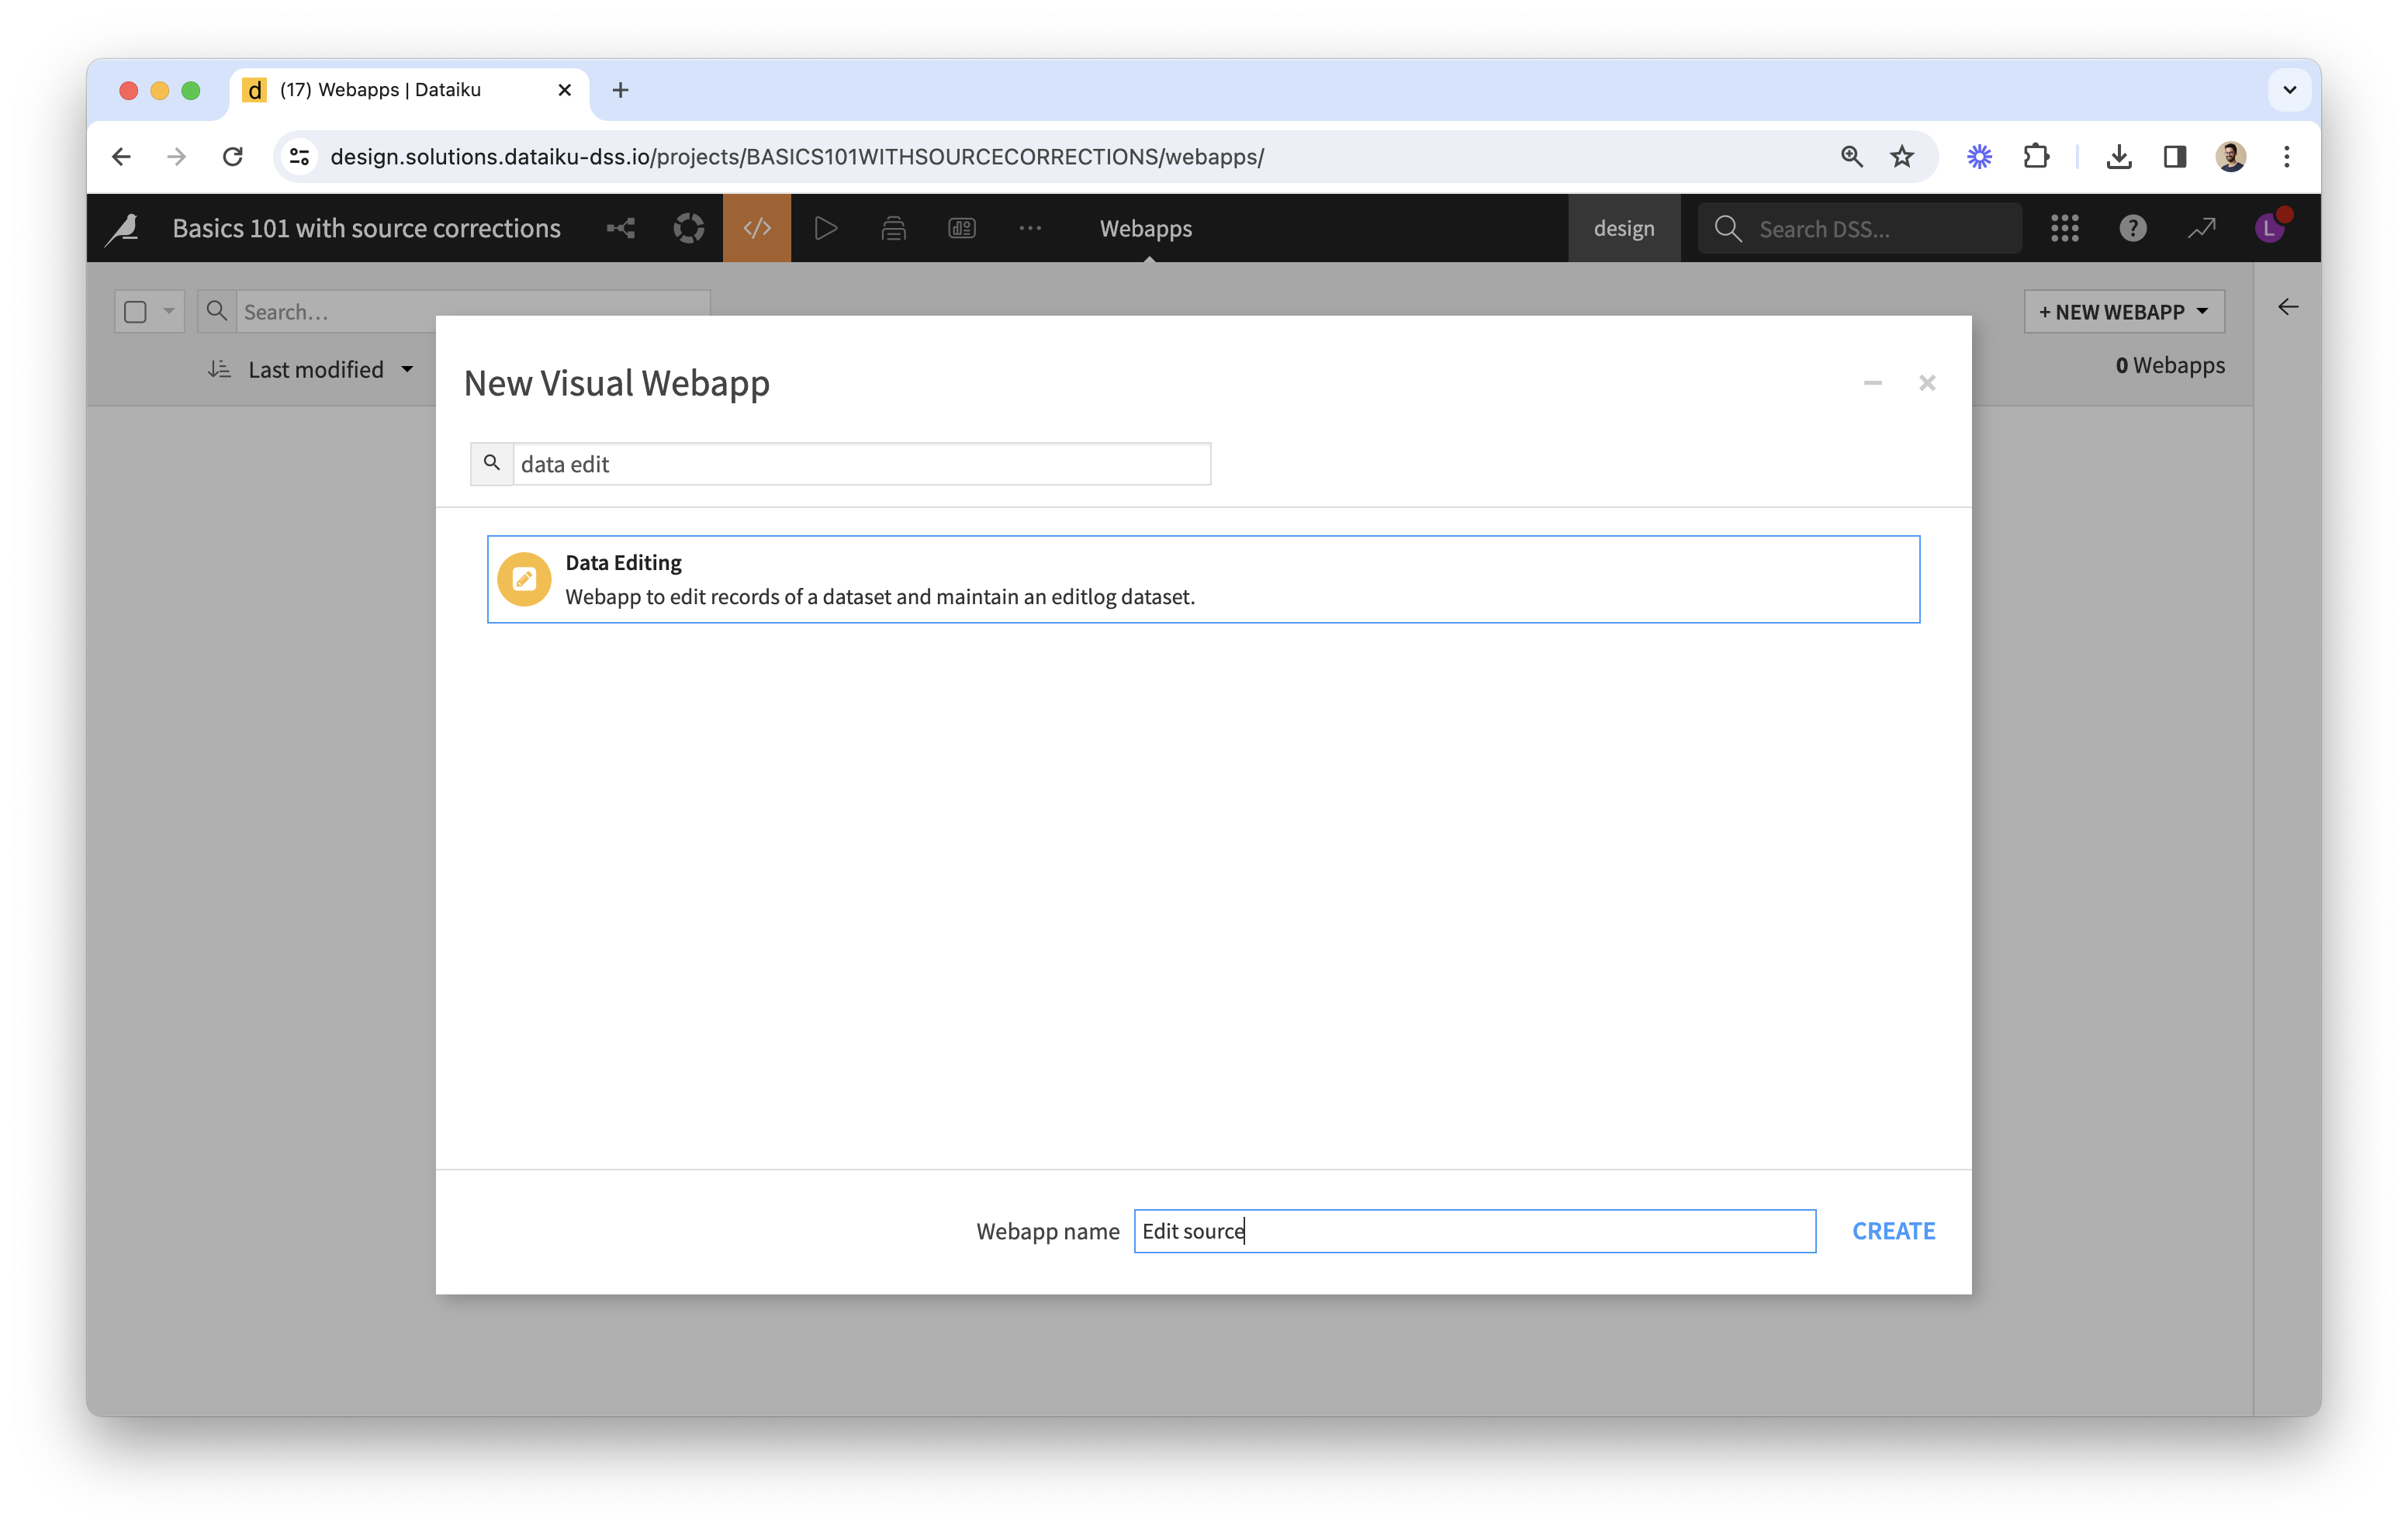 d (17) Webapps | Dataiku
design.solutions.dataiku-dss.io/projects/BASICS101WITHSOURCECORRECTIONS/webapps/
Basics 101 with source corrections Webapps design Search DSS... ? L
Search... + NEW WEBAPP
Last modified 0 Webapps
New Visual Webapp
data edit
Data Editing
Webapp to edit records of a dataset and maintain an editlog dataset.
Webapp name Edit source CREATE